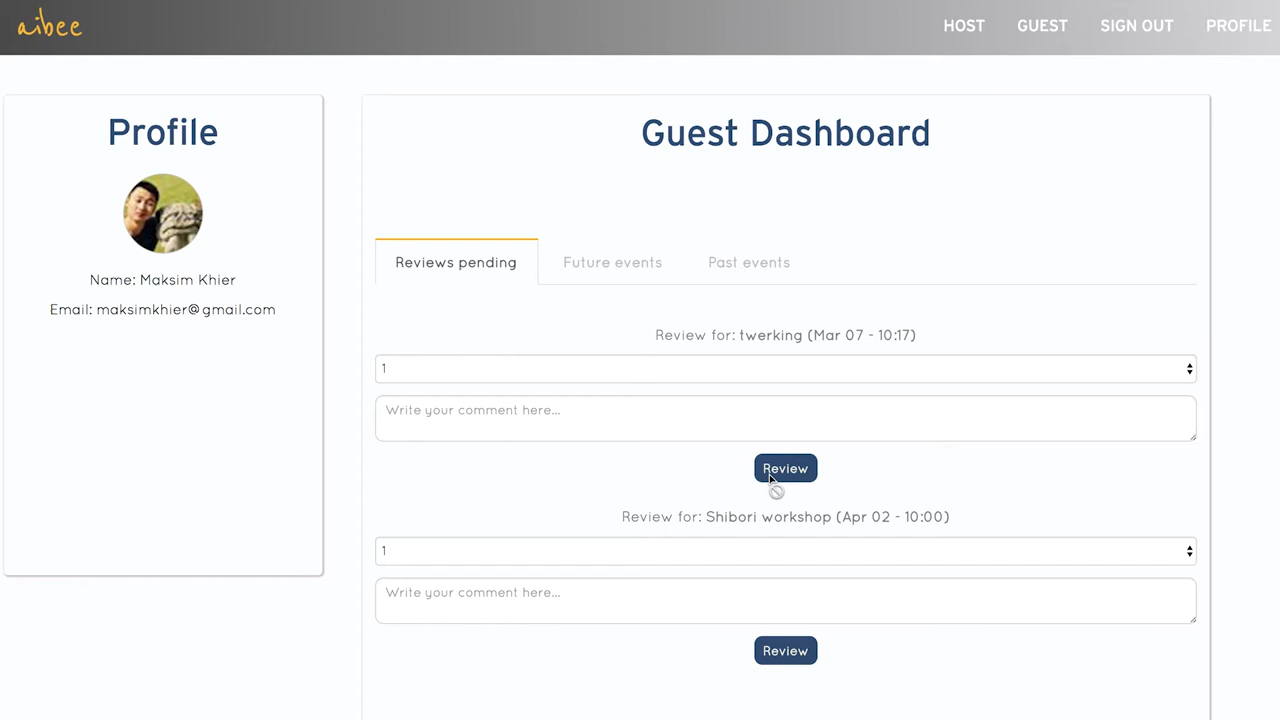 aibee
HOST GUEST SIGN OUT PROFILE
Profile
Name: Maksim Khier
Email: maksimkhier@gmail.com
Guest Dashboard
Reviews pending Future events Past events
Review for: twerking (Mar 07 - 10:17)
1
Write your comment here...
Review
Review for: Shibori workshop (Apr 02 - 10:00)
1
Write your comment here...
Review